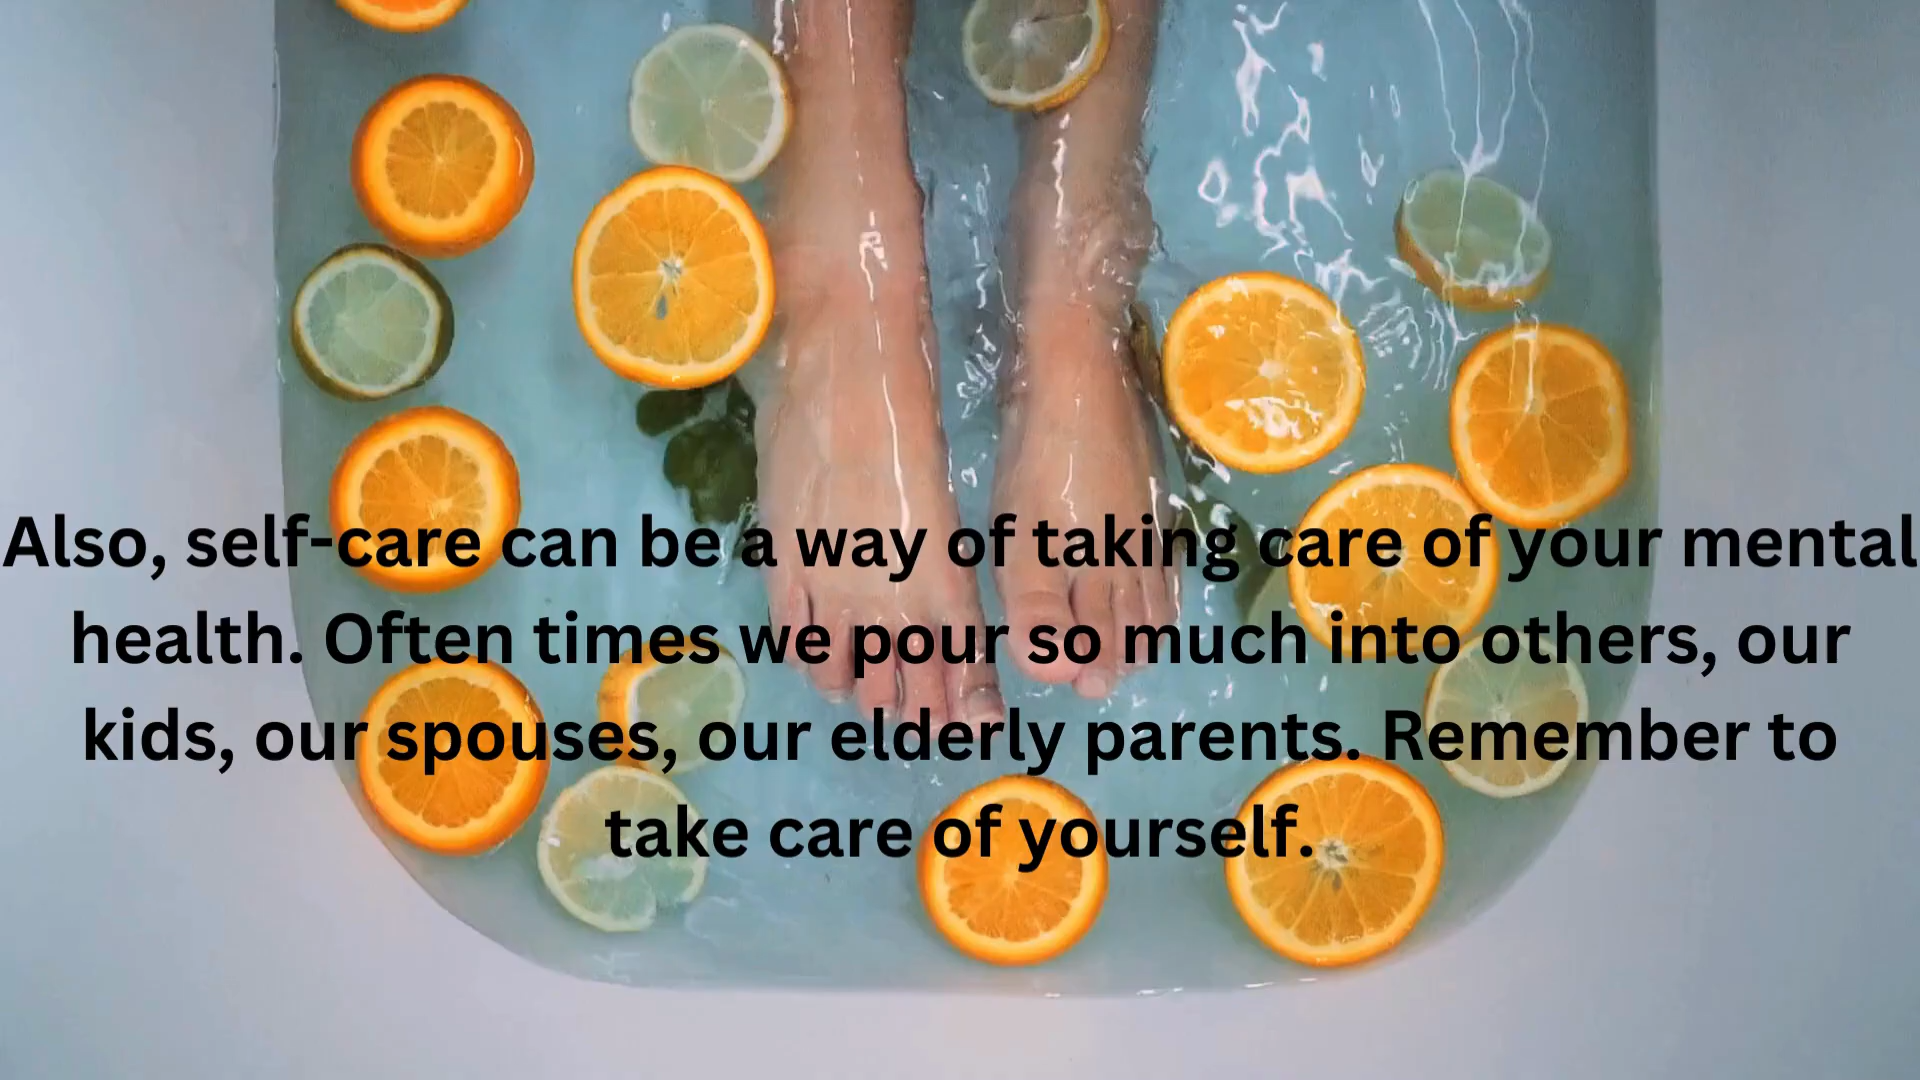 Also, self-care can be a way of taking care of your mental
health. Often times we pour so much into others, our
kids, our spouses, our elderly parents. Remember to
take care of yourself.